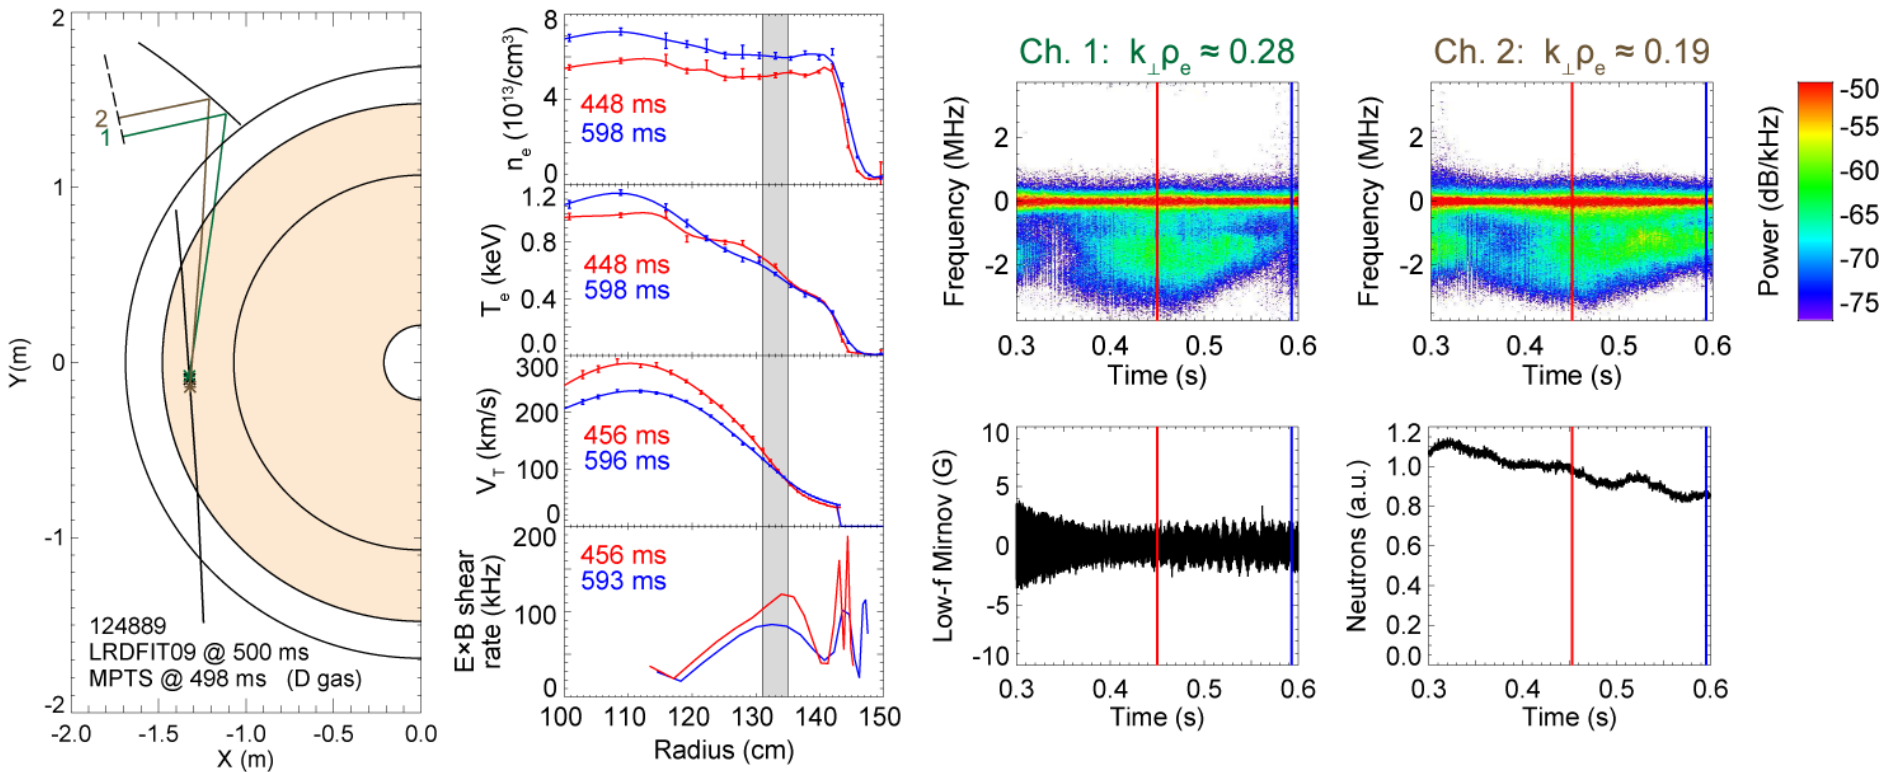 2
1
0
-1
-2
Y(m)
2
1
124889
LRDFIT09 @ 500 ms
MPTS @ 498 ms (D gas)
-2.0 -1.5 -1.0 -0.5 0.0
X (m)
8
4
0
nₑ (10¹³/cm³)
448 ms
598 ms
1.2
0.8
0.4
0.0
Tₑ (keV)
448 ms
598 ms
300
200
100
0
V_T (km/s)
456 ms
596 ms
200
100
0
E×B shear
rate (kHz)
456 ms
593 ms
100 110 120 130 140 150
Radius (cm)
Ch. 1: k⊥ρₑ ≈ 0.28
2
0
-2
Frequency (MHz)
0.3 0.4 0.5 0.6
Time (s)
Ch. 2: k⊥ρₑ ≈ 0.19
2
0
-2
Frequency (MHz)
0.3 0.4 0.5 0.6
Time (s)
Power (dB/kHz)
-50
-55
-60
-65
-70
-75
10
5
0
-5
-10
Low-f Mirnov (G)
0.3 0.4 0.5 0.6
Time (s)
1.2
1.0
0.8
0.6
0.4
0.2
0.0
Neutrons (a.u.)
0.3 0.4 0.5 0.6
Time (s)